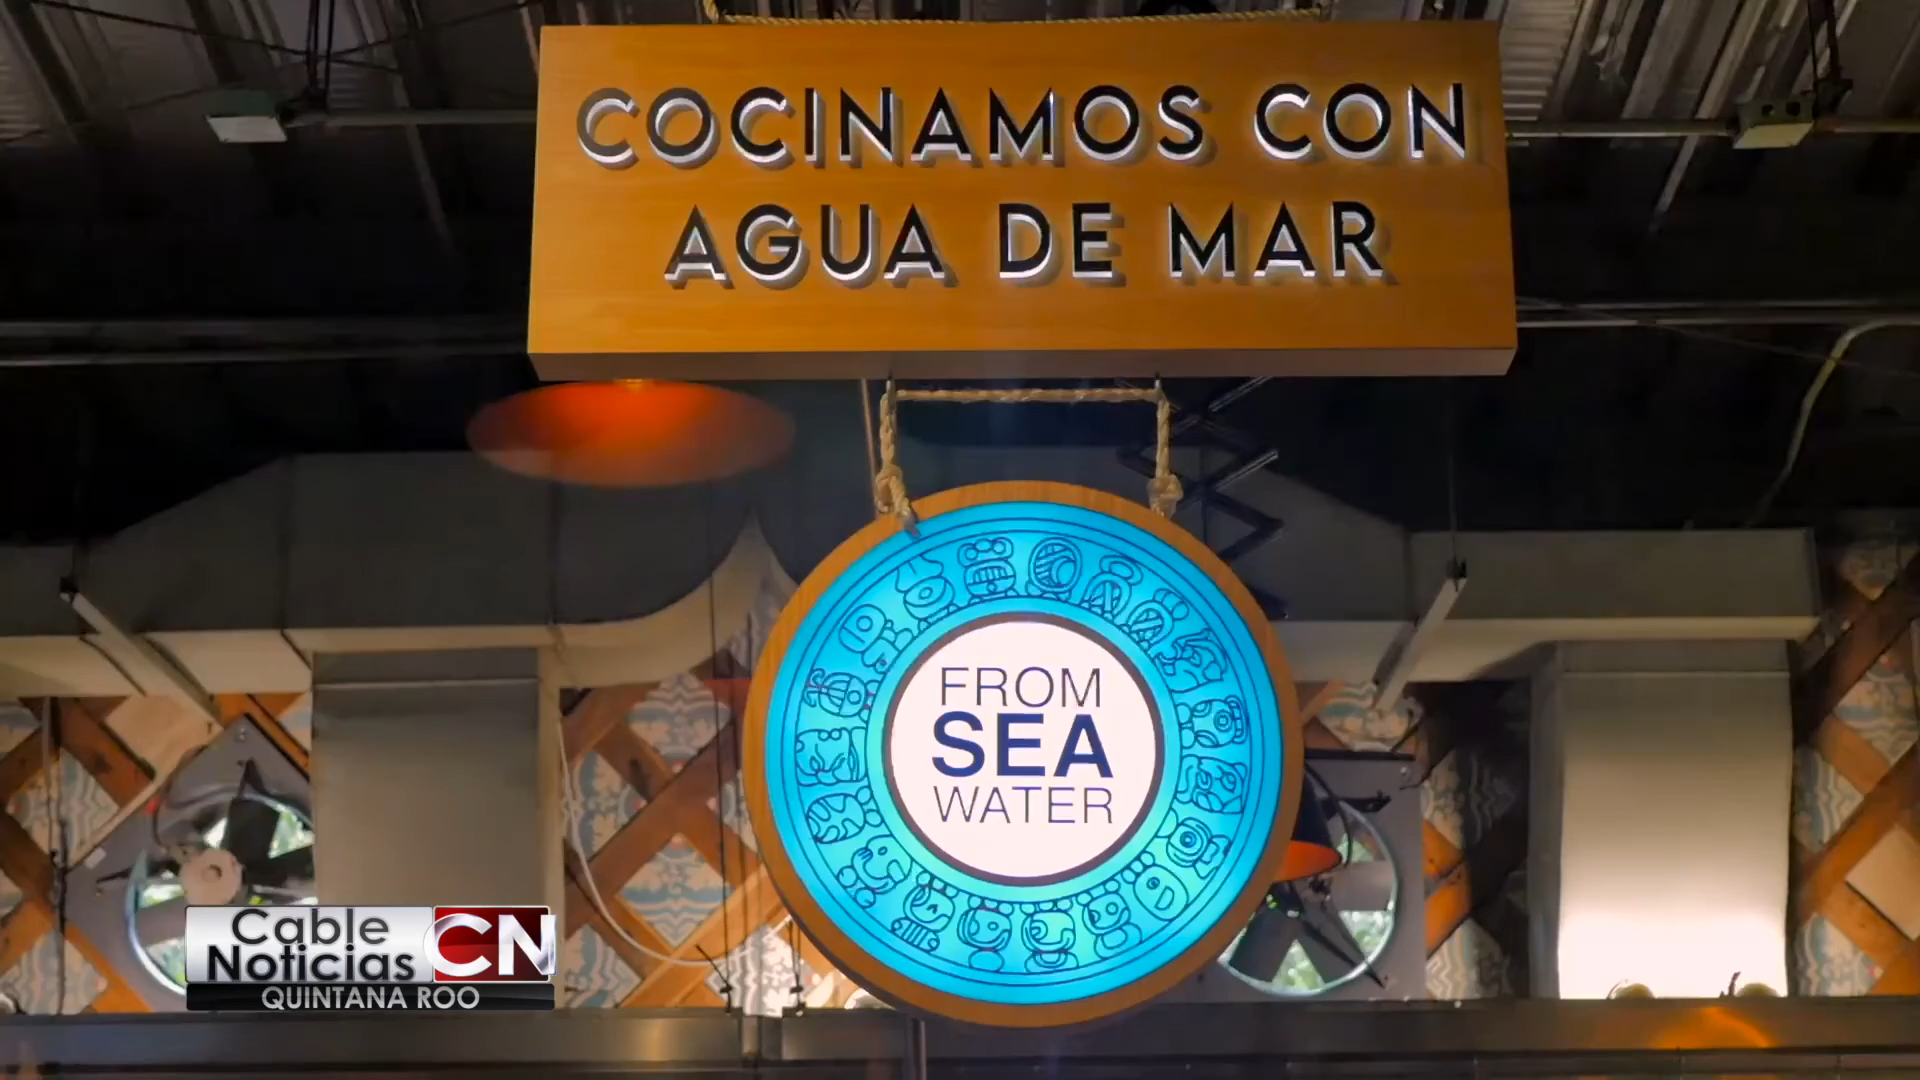 COCINAMOS CON
AGUA DE MAR
FROM
SEA
WATER
Cable
Noticias CN
QUINTANA ROO